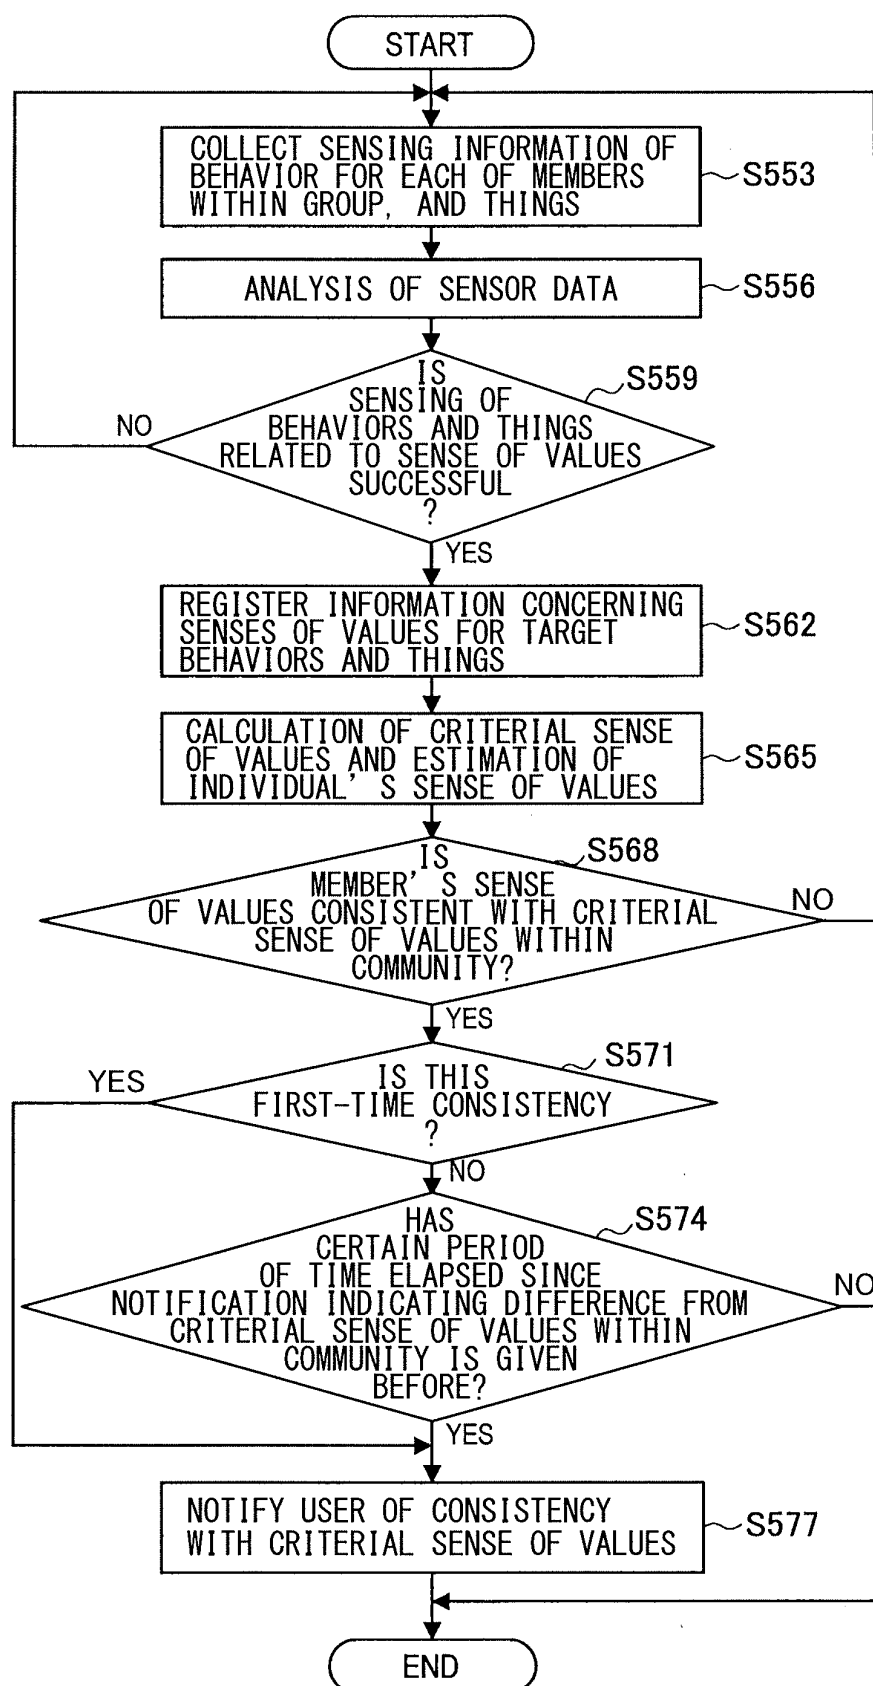 START
COLLECT SENSING INFORMATION OF
BEHAVIOR FOR EACH OF MEMBERS
WITHIN GROUP, AND THINGS
S553
ANALYSIS OF SENSOR DATA
S556
IS
SENSING OF
BEHAVIORS AND THINGS
RELATED TO SENSE OF VALUES
SUCCESSFUL
?
S559
NO
YES
REGISTER INFORMATION CONCERNING
SENSES OF VALUES FOR TARGET
BEHAVIORS AND THINGS
S562
CALCULATION OF CRITERIAL SENSE
OF VALUES AND ESTIMATION OF
INDIVIDUAL'S SENSE OF VALUES
S565
IS
MEMBER'S SENSE
OF VALUES CONSISTENT WITH CRITERIAL
SENSE OF VALUES WITHIN
COMMUNITY?
S568
NO
YES
IS THIS
FIRST-TIME CONSISTENCY
?
S571
YES
NO
HAS
CERTAIN PERIOD
OF TIME ELAPSED SINCE
NOTIFICATION INDICATING DIFFERENCE FROM
CRITERIAL SENSE OF VALUES WITHIN
COMMUNITY IS GIVEN
BEFORE?
S574
NO
YES
NOTIFY USER OF CONSISTENCY
WITH CRITERIAL SENSE OF VALUES
S577
END